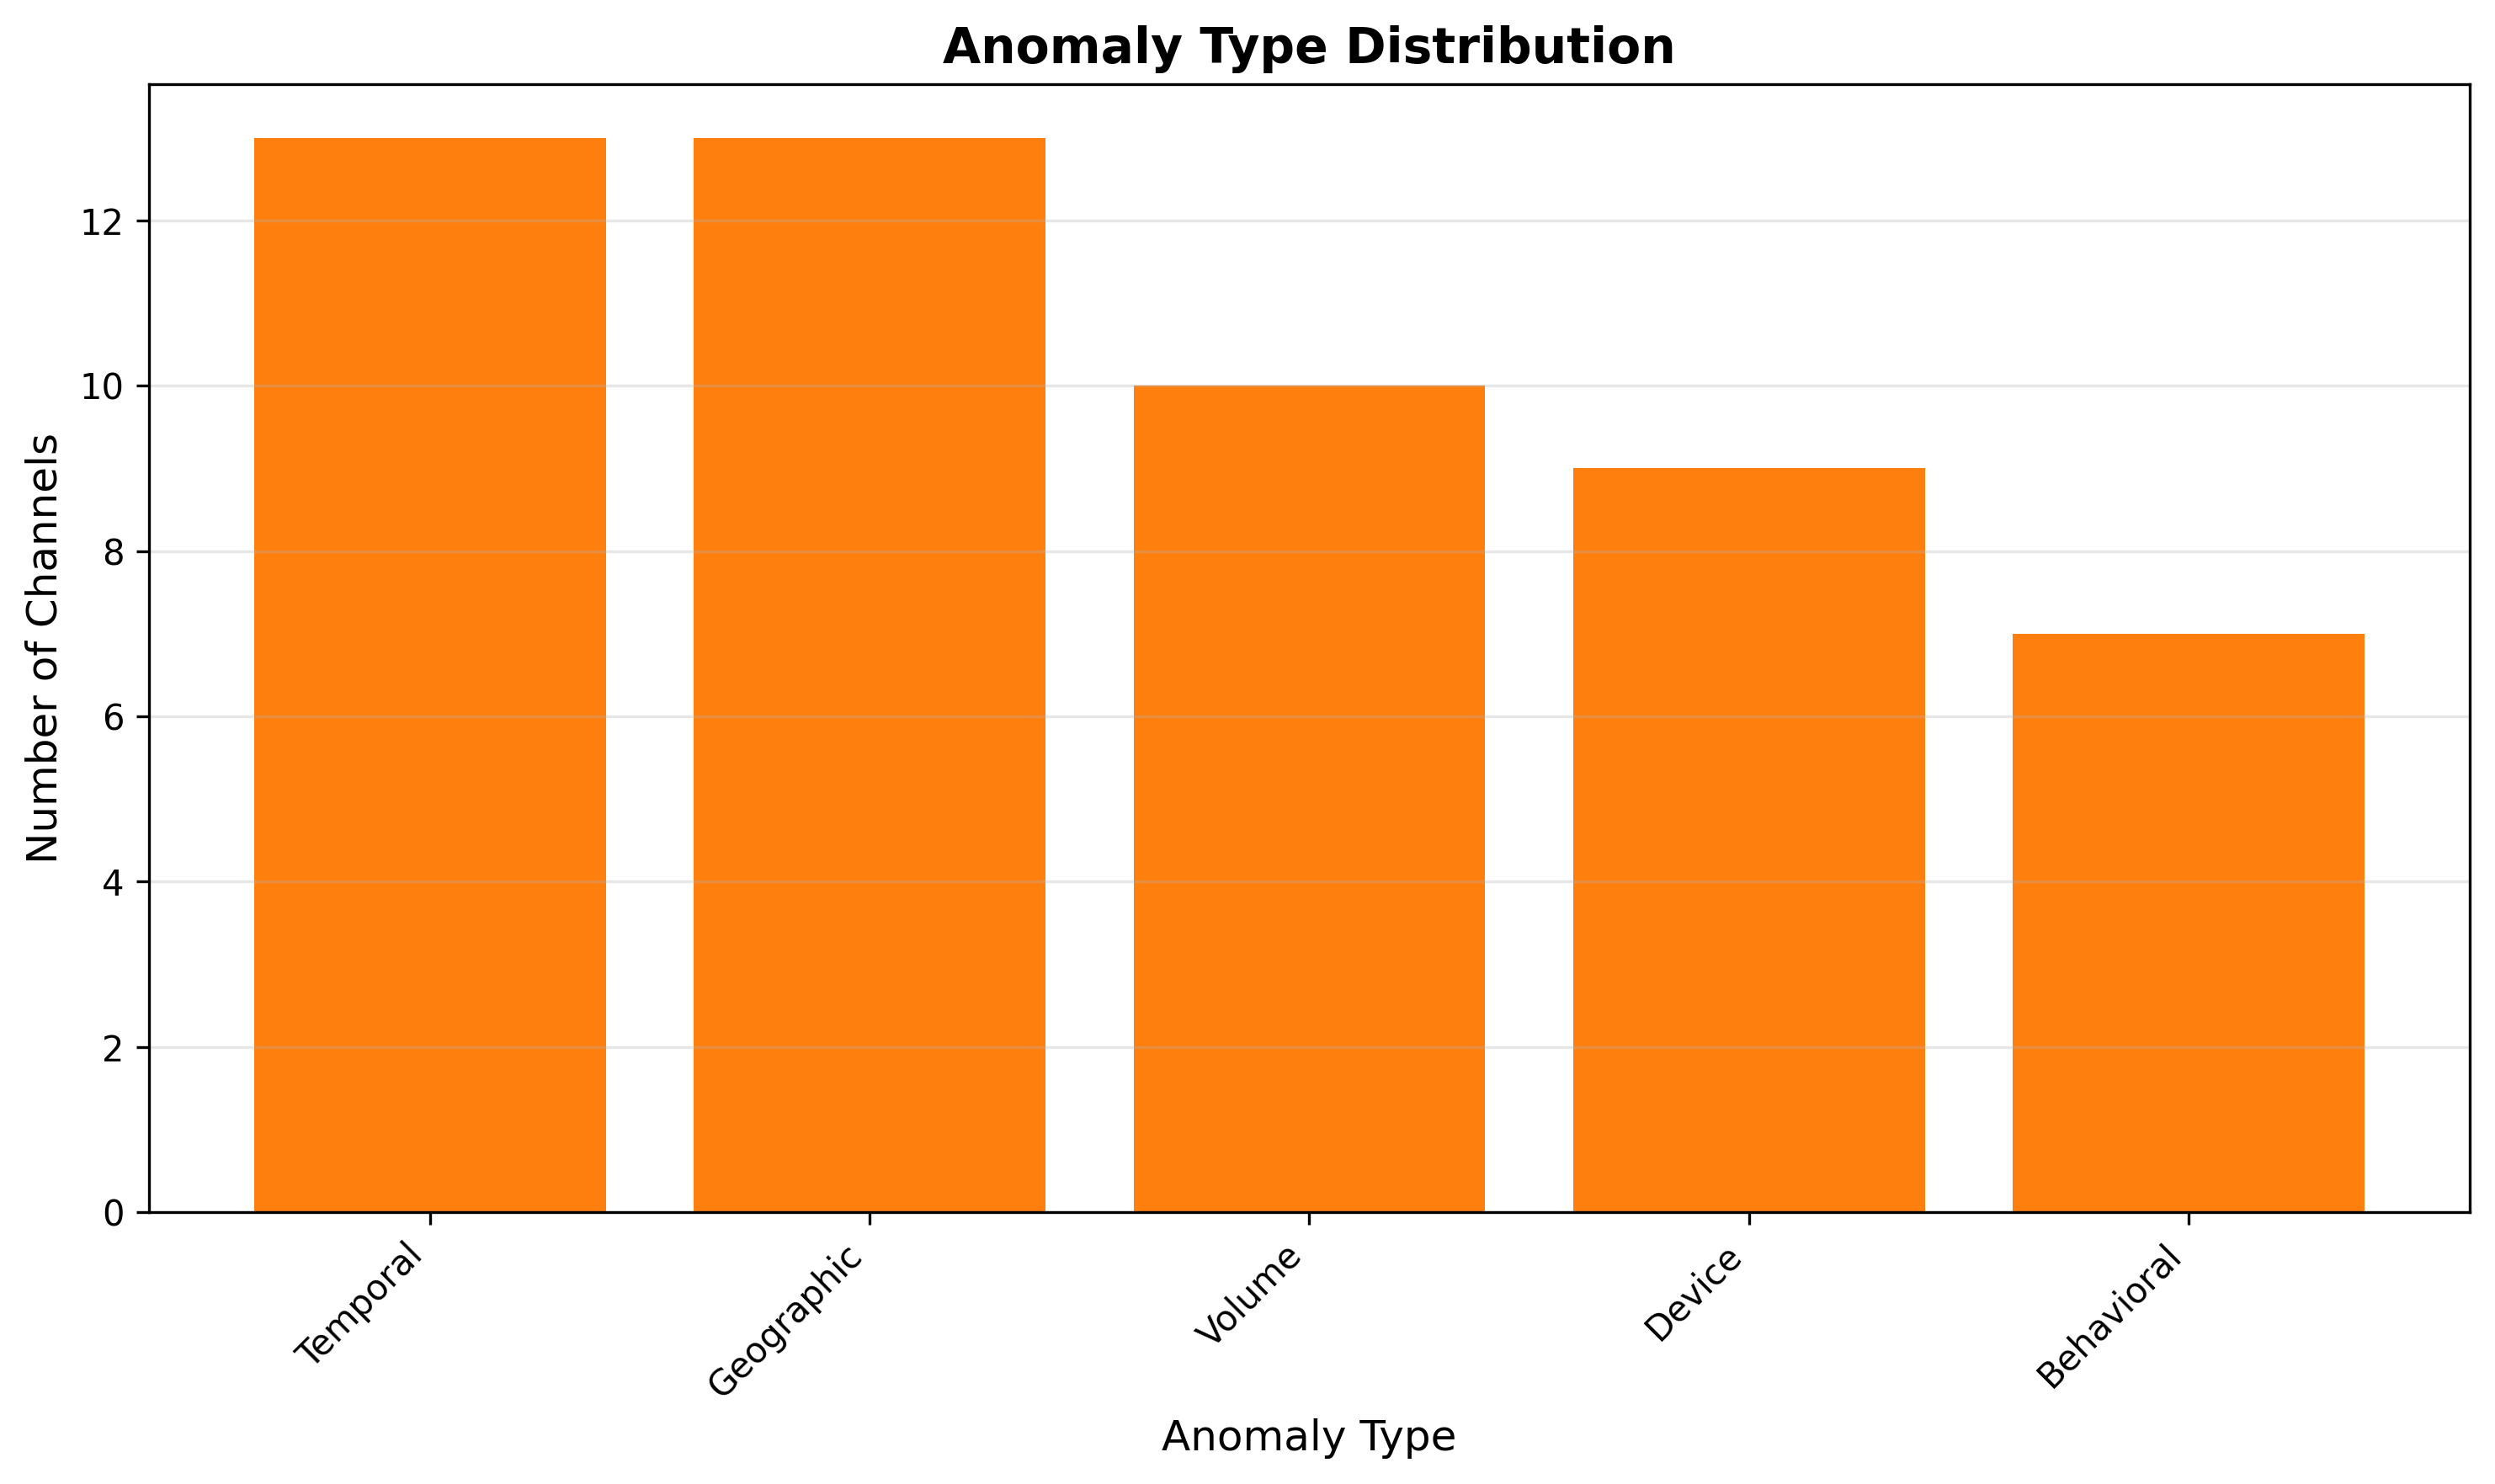 Anomaly Type Distribution
Number of Channels
12
10
8
6
4
2
0
Temporal
Geographic
Volume
Device
Behavioral
Anomaly Type